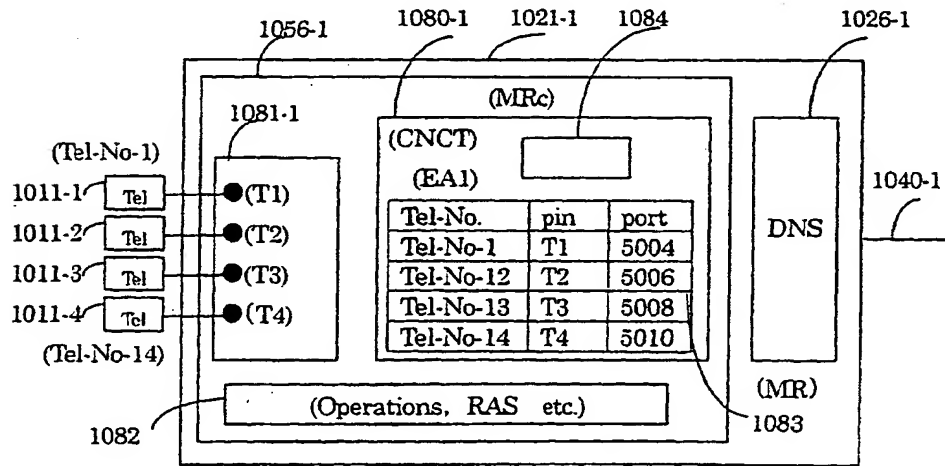 1056-1
1080-1
1021-1
1084
1026-1
(MRc)
1081-1
(CNCT)
(Tel-No-1)
(EA1)
1011-1 Tel (T1)
1011-2 Tel (T2)
1011-3 Tel (T3)
1011-4 Tel (T4)
(Tel-No-14)
Tel-No. pin port
Tel-No-1 T1 5004
Tel-No-12 T2 5006
Tel-No-13 T3 5008
Tel-No-14 T4 5010
DNS
1040-1
(MR)
1082
(Operations, RAS etc.)
1083